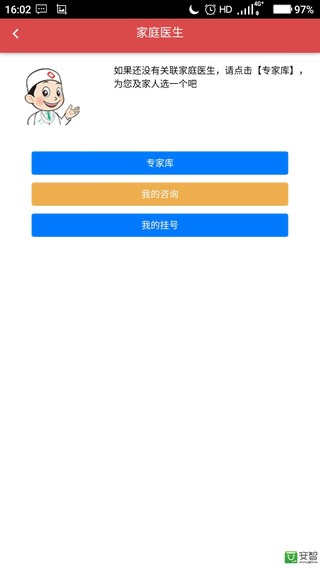 16:02
HD
4G+
97%
家庭医生
如果还没有关联家庭医生，请点击【专家库】，
为您及家人选一个吧
专家库
我的咨询
我的挂号
安智